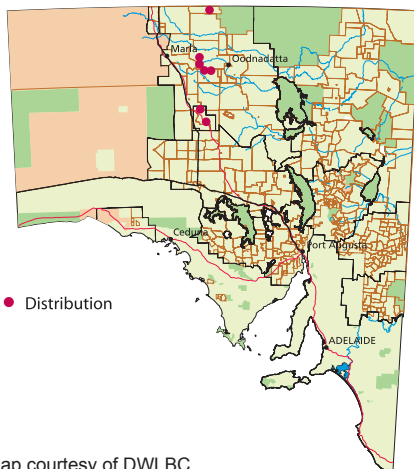 Marla
Oodnadatta
Ceduna
Port Augusta
Distribution
ADELAIDE
ap courtesy of DWLBC